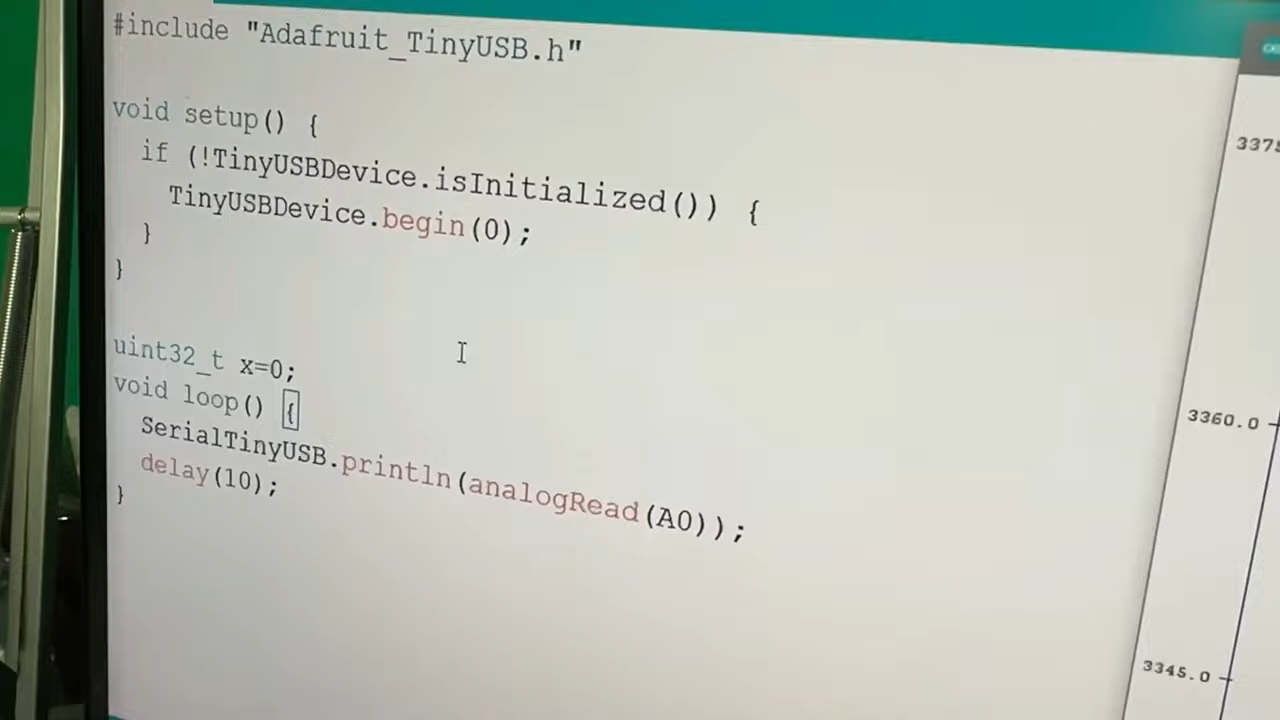 #include "Adafruit_TinyUSB.h"
void setup() {
if (!TinyUSBDevice.isInitialized()) {
TinyUSBDevice.begin(0);
}
}
uint32_t x=0;
void loop() {
SerialTinyUSB.println(analogRead(A0));
delay(10);
}
3360.0
3345.0